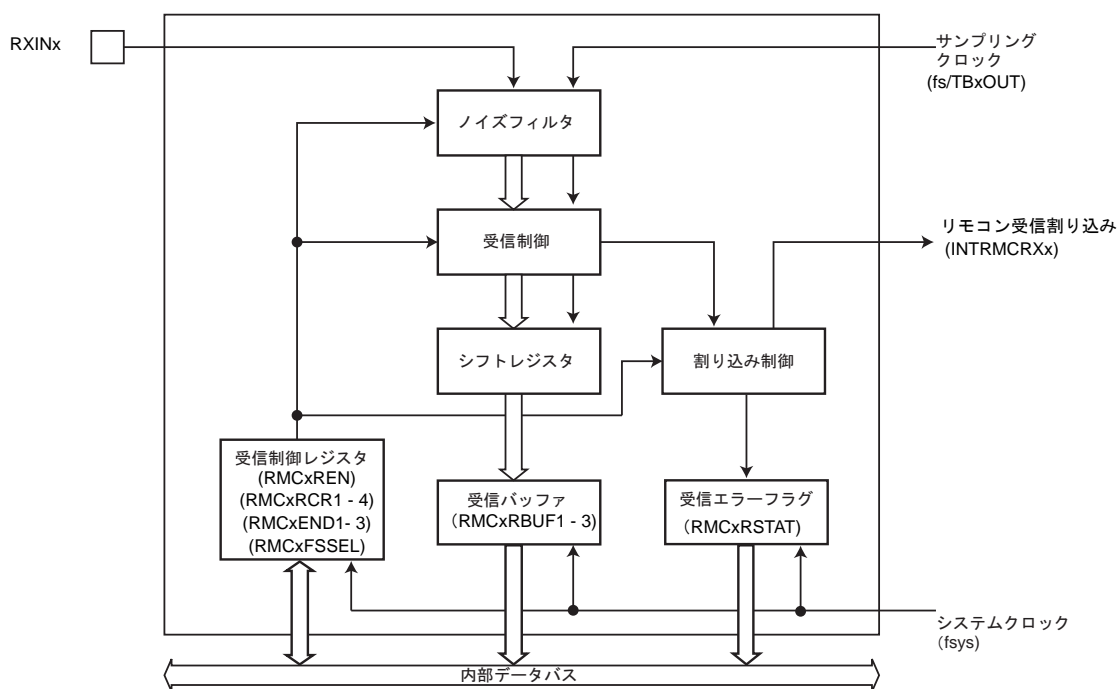 RXINx
サンプリング
クロック
(fs/TBxOUT)
ノイズフィルタ
受信制御
リモコン受信割り込み
(INTRMCRXx)
シフトレジスタ
割り込み制御
受信制御レジスタ
(RMCxREN)
(RMCxRCR1 - 4)
(RMCxEND1- 3)
(RMCxFSSEL)
受信バッファ
（RMCxRBUF1 - 3)
受信エラーフラグ
（RMCxRSTAT)
システムクロック
(fsys)
内部データバス